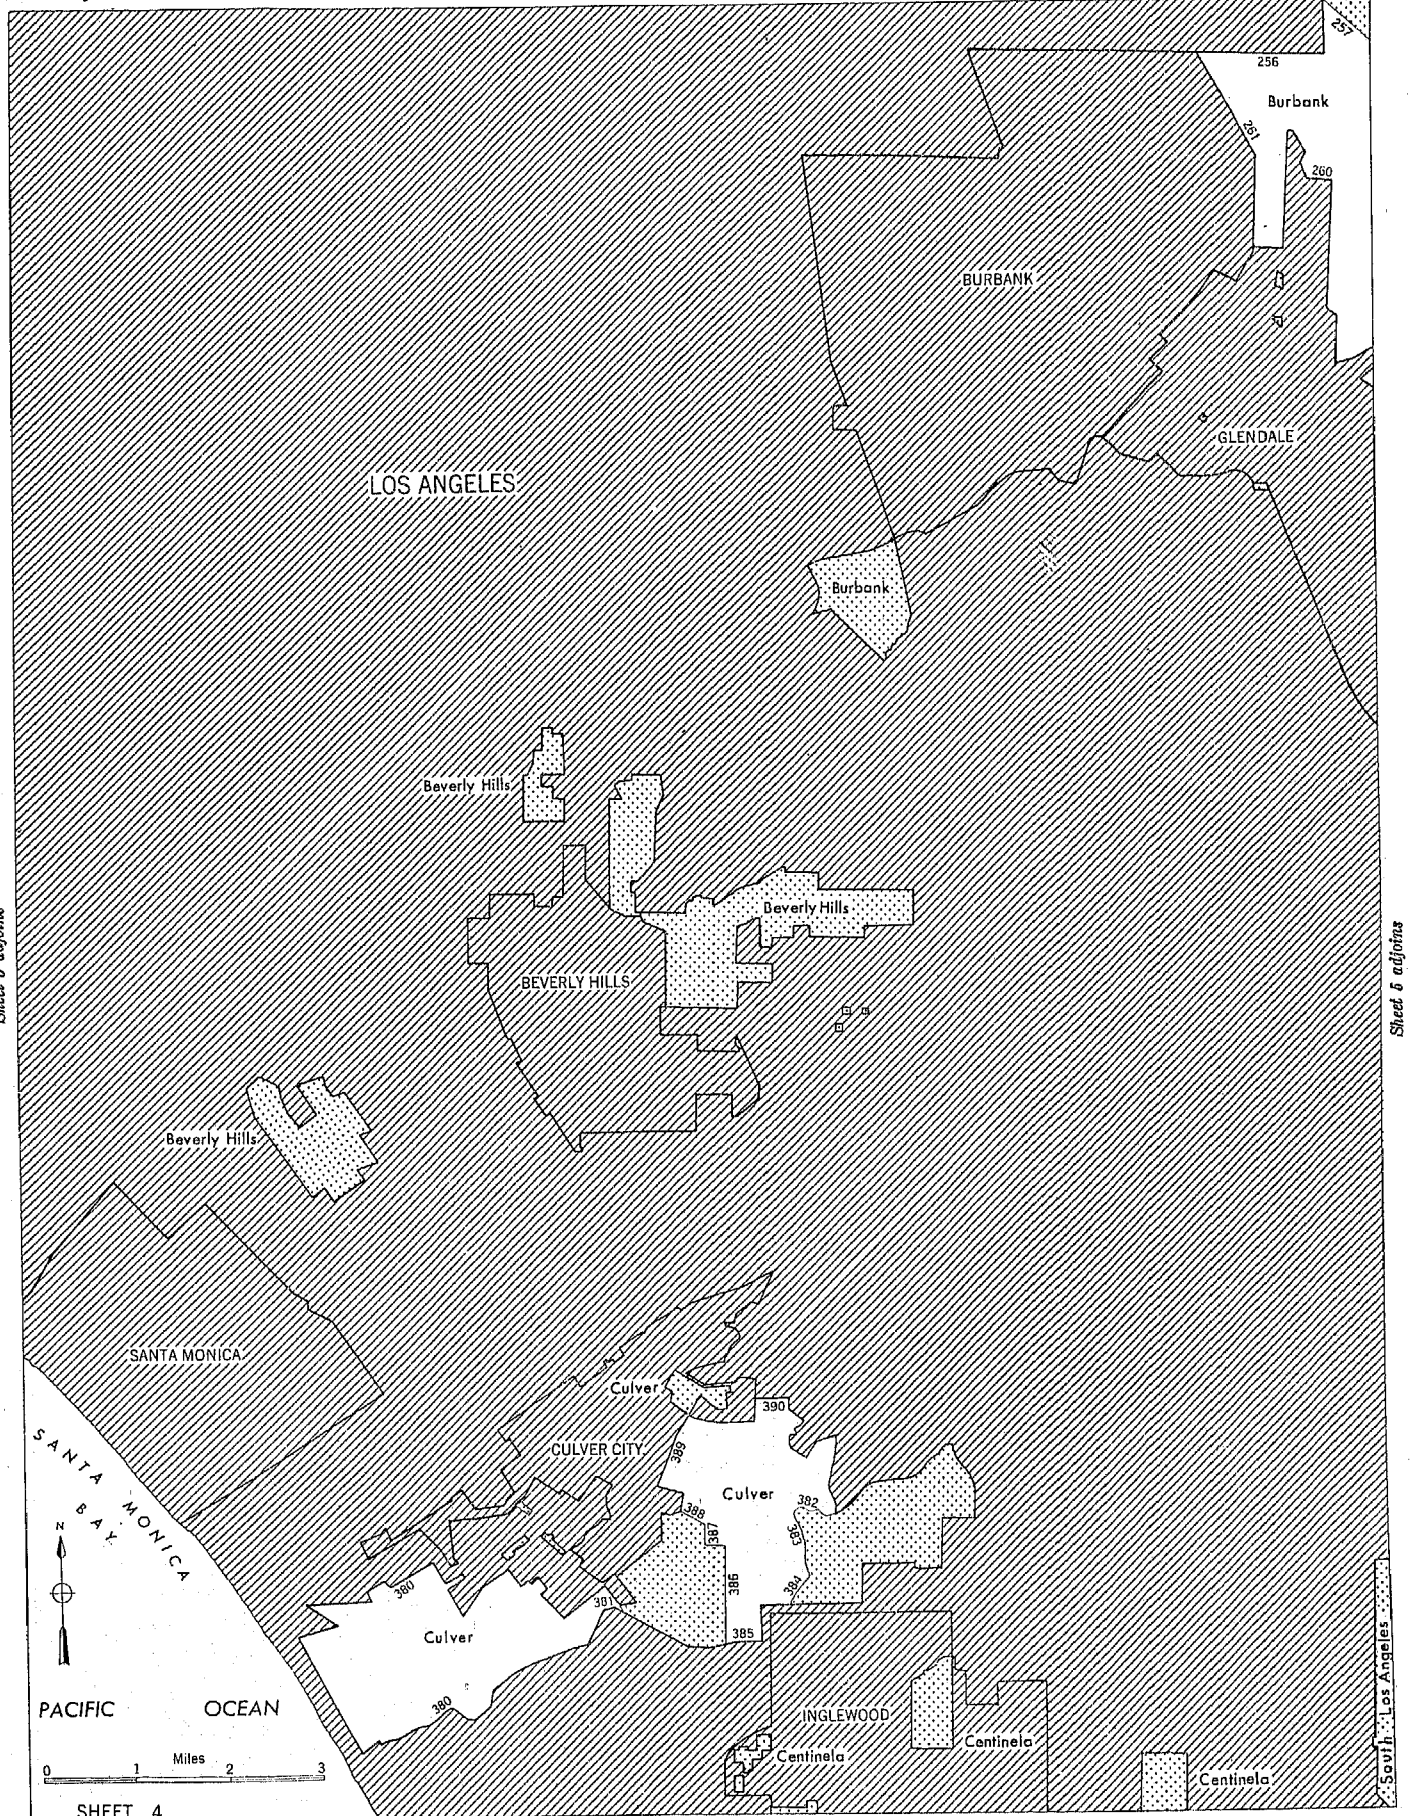 257
256
Burbank
261
260
BURBANK
GLENDALE
LOS ANGELES
Burbank
Beverly Hills
Beverly Hills
BEVERLY HILLS
Sheet 5 adjoins
Beverly Hills
SANTA MONICA
Culver
390
389
CULVER CITY
Culver
382
388
387
383
386
384
380
381
385
Culver
380
SANTA MONICA
BAY
N
PACIFIC OCEAN
Miles
0 1 2 3
SHEET 4
INGLEWOOD
Centinela
Centinela
Centinela
South Los Angeles